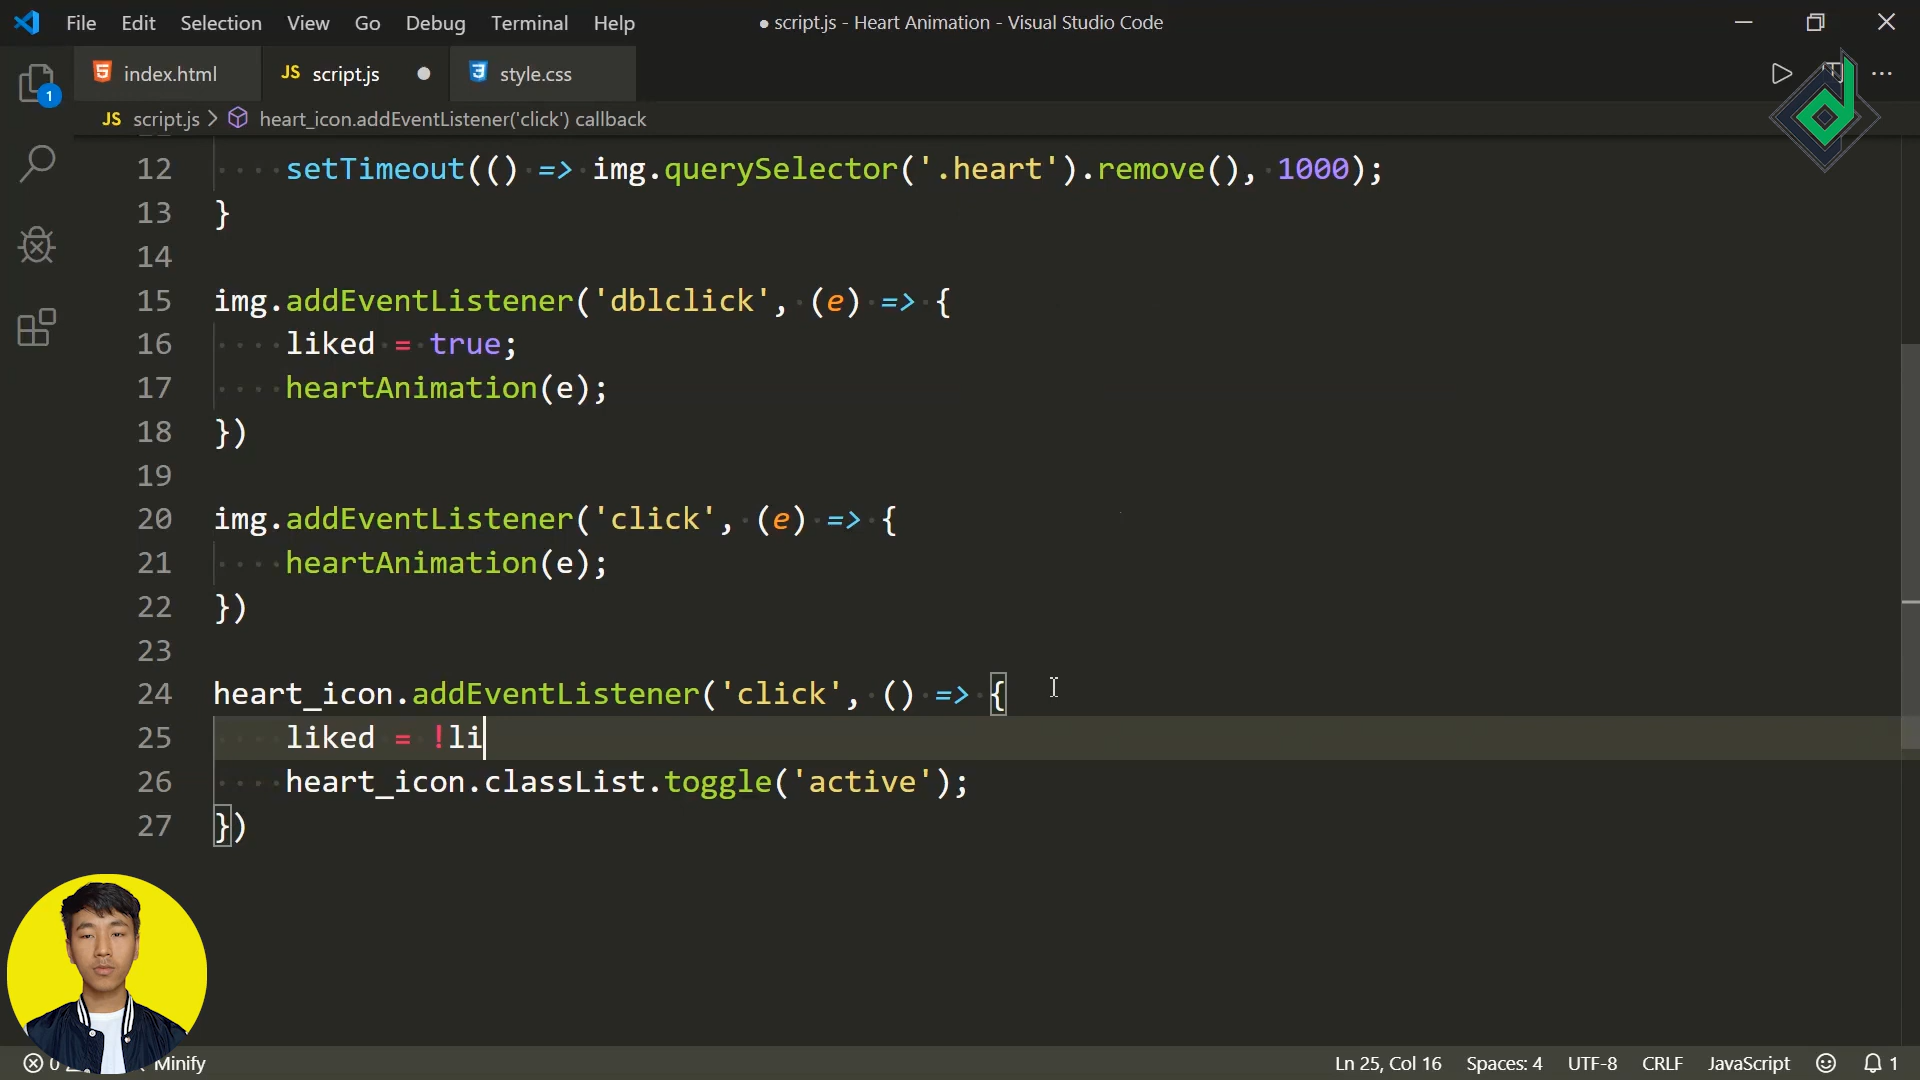 File Edit Selection View Go Debug Terminal Help ● script.js - Heart Animation - Visual Studio Code
index.html JS script.js ● style.css
JS script.js > heart_icon.addEventListener('click') callback
1
12 setTimeout(() => img.querySelector('.heart').remove(), 1000);
13 }
14
15 img.addEventListener('dblclick', (e) => {
16 liked = true;
17 heartAnimation(e);
18 })
19
20 img.addEventListener('click', (e) => {
21 heartAnimation(e);
22 })
23
24 heart_icon.addEventListener('click', () => {
25 liked = !li
26 heart_icon.classList.toggle('active');
27 })
0 Minify Ln 25, Col 16 Spaces: 4 UTF-8 CRLF JavaScript 1